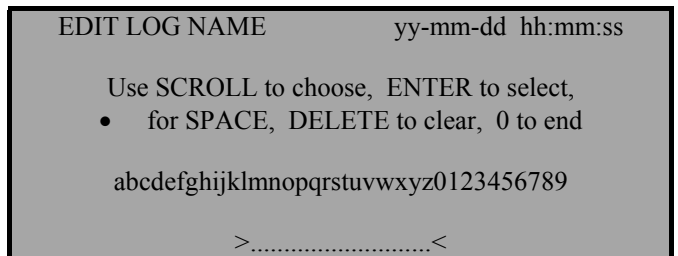 EDIT LOG NAME yy-mm-dd hh:mm:ss
Use SCROLL to choose, ENTER to select,
• for SPACE, DELETE to clear, 0 to end
abcdefghijklmnopqrstuvwxyz0123456789
>...........................<